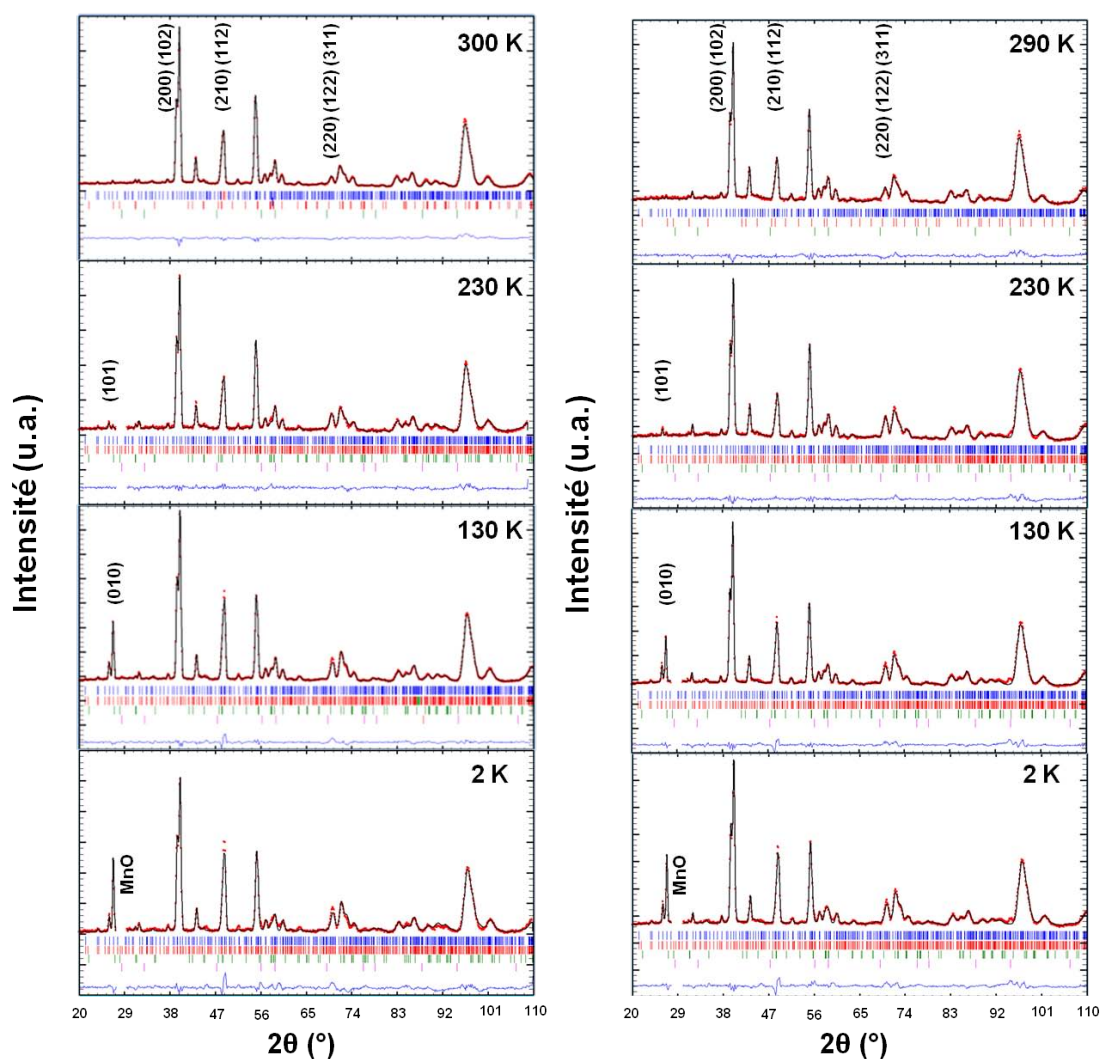 300 K
(200) (102)
(210) (112)
(220) (122) (311)
230 K
(101)
130 K
(010)
2 K
MnO
Intensité (u.a.)
20 29 38 47 56 65 74 83 92 101 110
2θ (°)
290 K
(200) (102)
(210) (112)
(220) (122) (311)
230 K
(101)
130 K
(010)
2 K
MnO
Intensité (u.a.)
20 29 38 47 56 65 74 83 92 101 110
2θ (°)